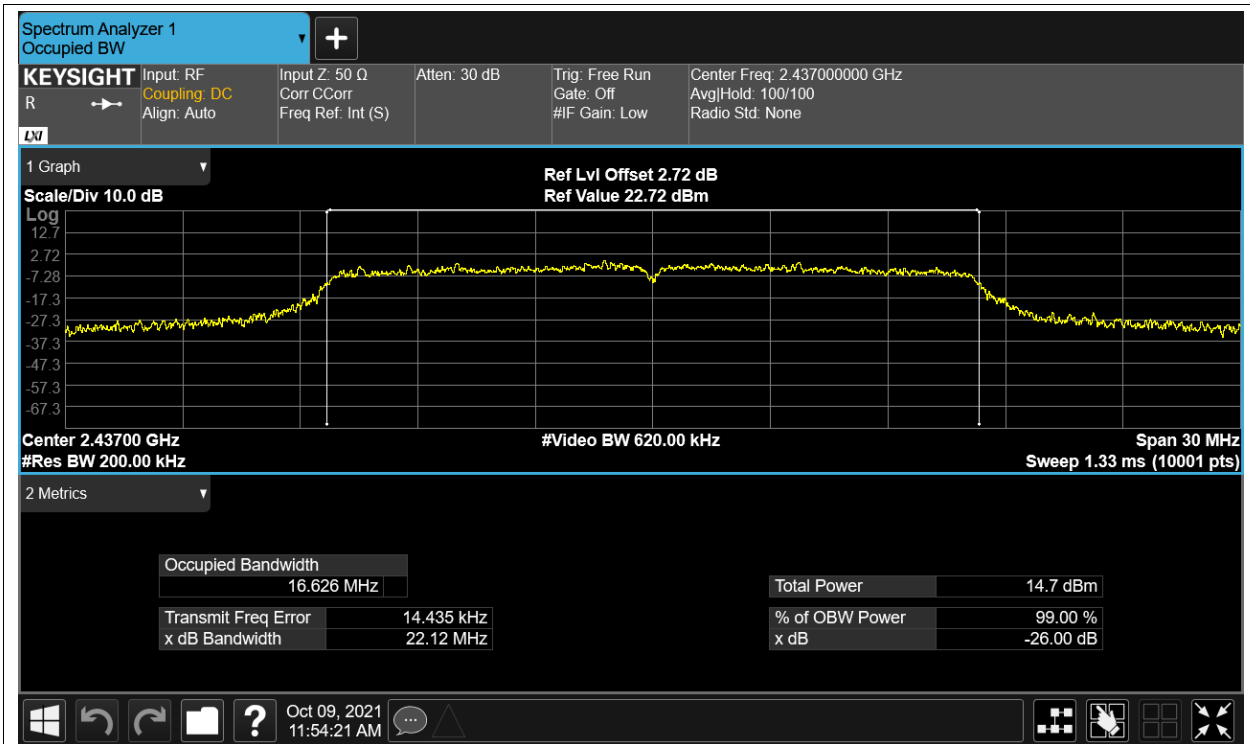 Spectrum Analyzer 1
Occupied BW
KEYSIGHT
R
LXI
Input: RF
Coupling: DC
Align: Auto
Input Z: 50 Ω
Corr CCorr
Freq Ref: Int (S)
Atten: 30 dB
Trig: Free Run
Gate: Off
#IF Gain: Low
Center Freq: 2.437000000 GHz
Avg|Hold: 100/100
Radio Std: None
1 Graph
Scale/Div 10.0 dB
Ref Lvl Offset 2.72 dB
Ref Value 22.72 dBm
Log
12.7
2.72
-7.28
-17.3
-27.3
-37.3
-47.3
-57.3
-67.3
Center 2.43700 GHz
#Video BW 620.00 kHz
Span 30 MHz
#Res BW 200.00 kHz
Sweep 1.33 ms (10001 pts)
2 Metrics
Occupied Bandwidth
16.626 MHz
Total Power 14.7 dBm
Transmit Freq Error 14.435 kHz
% of OBW Power 99.00 %
x dB Bandwidth 22.12 MHz
x dB -26.00 dB
?
Oct 09, 2021
11:54:21 AM